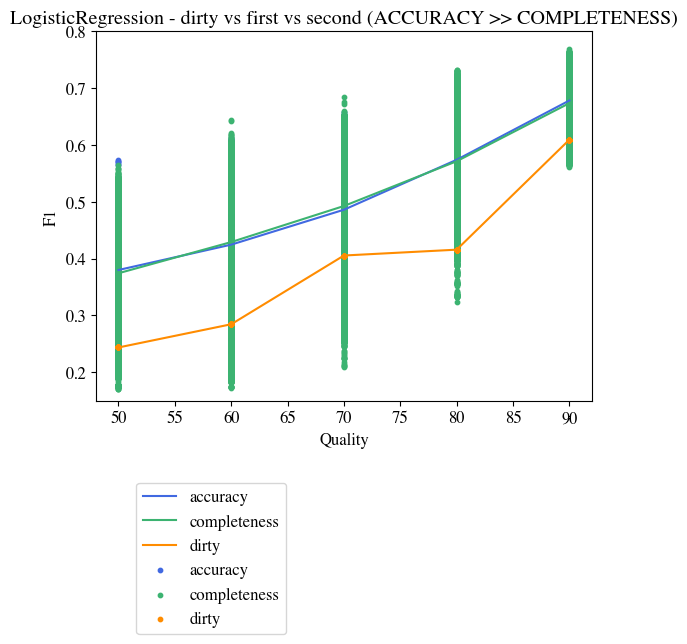 LogisticRegression - dirty vs first vs second (ACCURACY >> COMPLETENESS)
0.8
0.7
0.6
0.5
0.4
0.3
0.2
F1
50 55 60 65 70 75 80 85 90
Quality
accuracy
completeness
dirty
accuracy
completeness
dirty